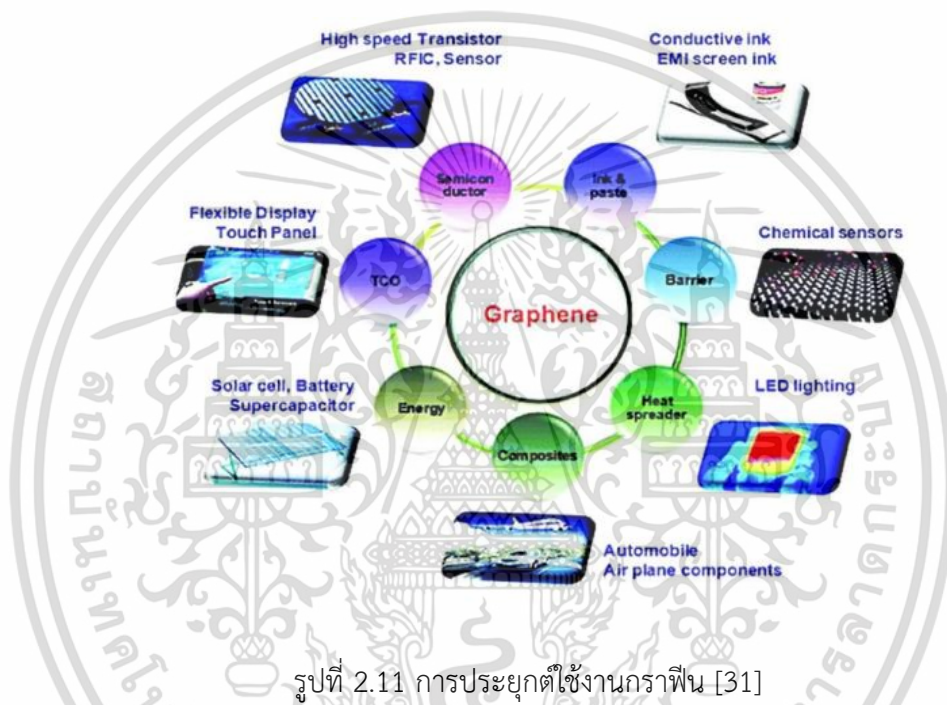 High speed Transistor
RFIC, Sensor
Conductive ink
EMI screen ink
Semicon
ductor
Ink &
paste
Flexible Display
Touch Panel
TCO
Barrier
Chemical sensors
Graphene
Solar cell, Battery
Supercapacitor
Energy
Heat
spreader
LED lighting
Composites
Automobile
Air plane components
รูปที่ 2.11 การประยุกต์ใช้งานกราฟีน [31]